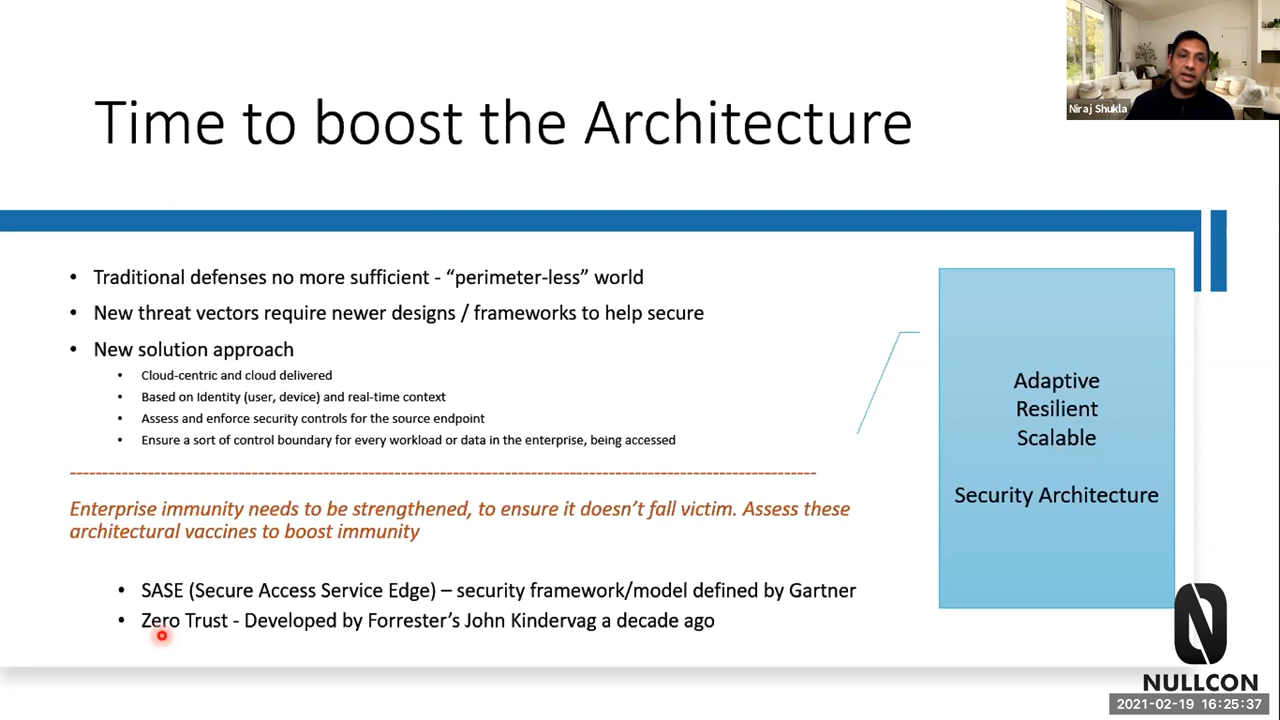 Niraj Shukla
Time to boost the Architecture
• Traditional defenses no more sufficient - “perimeter-less” world
• New threat vectors require newer designs / frameworks to help secure
• New solution approach
• Cloud-centric and cloud delivered
• Based on Identity (user, device) and real-time context
• Assess and enforce security controls for the source endpoint
• Ensure a sort of control boundary for every workload or data in the enterprise, being accessed
Enterprise immunity needs to be strengthened, to ensure it doesn’t fall victim. Assess these
architectural vaccines to boost immunity
• SASE (Secure Access Service Edge) – security framework/model defined by Gartner
• Zero Trust - Developed by Forrester’s John Kindervag a decade ago
Adaptive
Resilient
Scalable
Security Architecture
NULLCON
2021-02-19 16:25:37